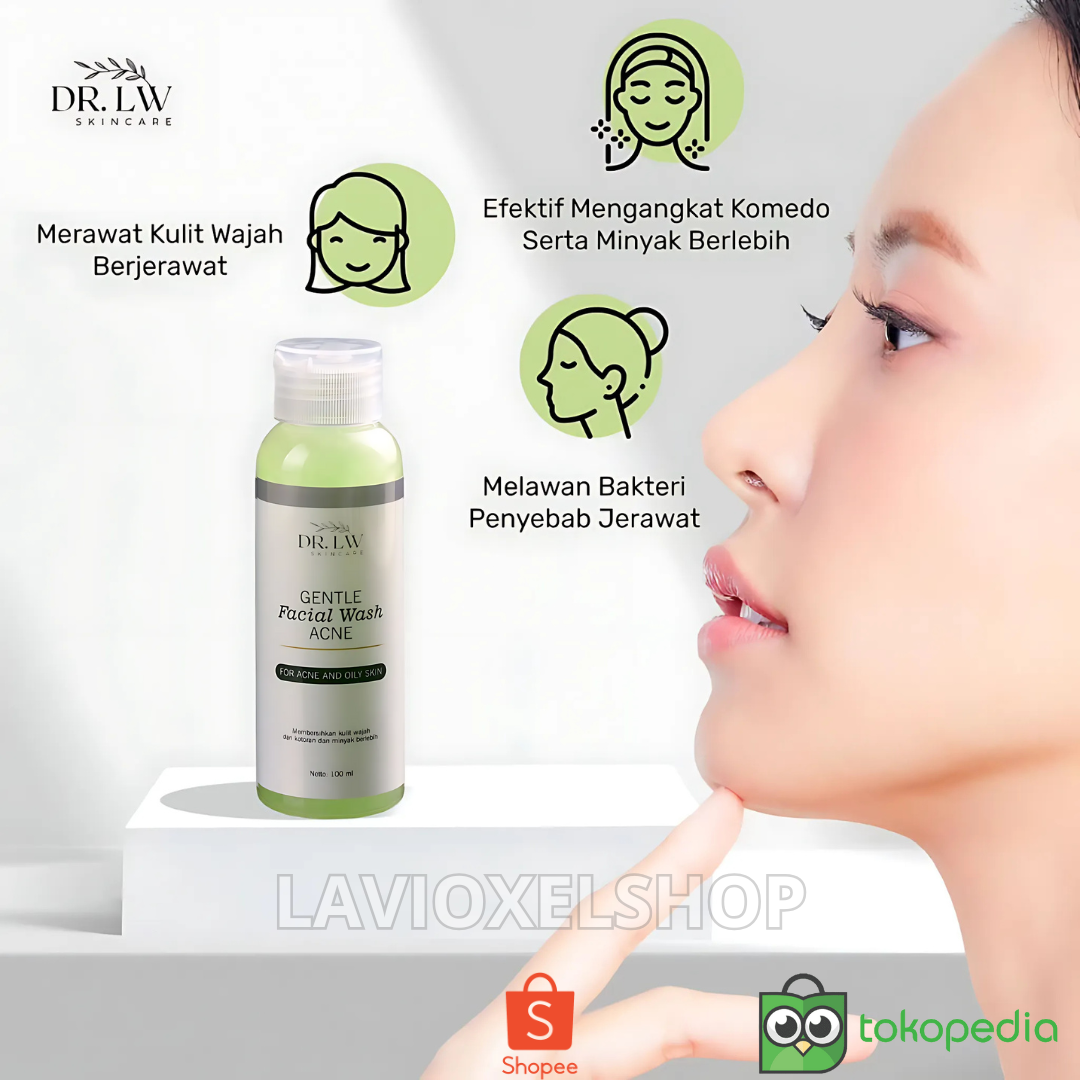 DR. LW
SKINCARE
Efektif Mengangkat Komedo
Serta Minyak Berlebih
Merawat Kulit Wajah
Berjerawat
Melawan Bakteri
Penyebab Jerawat
DR. LW
SKINCARE
GENTLE
Facial Wash
ACNE
FOR ACNE AND OILY SKIN
Membersihkan kulit wajah
dari kotoran dan minyak berlebih
Netto. 100 ml
LAVIOXELSHOP
S
Shopee
tokopedia